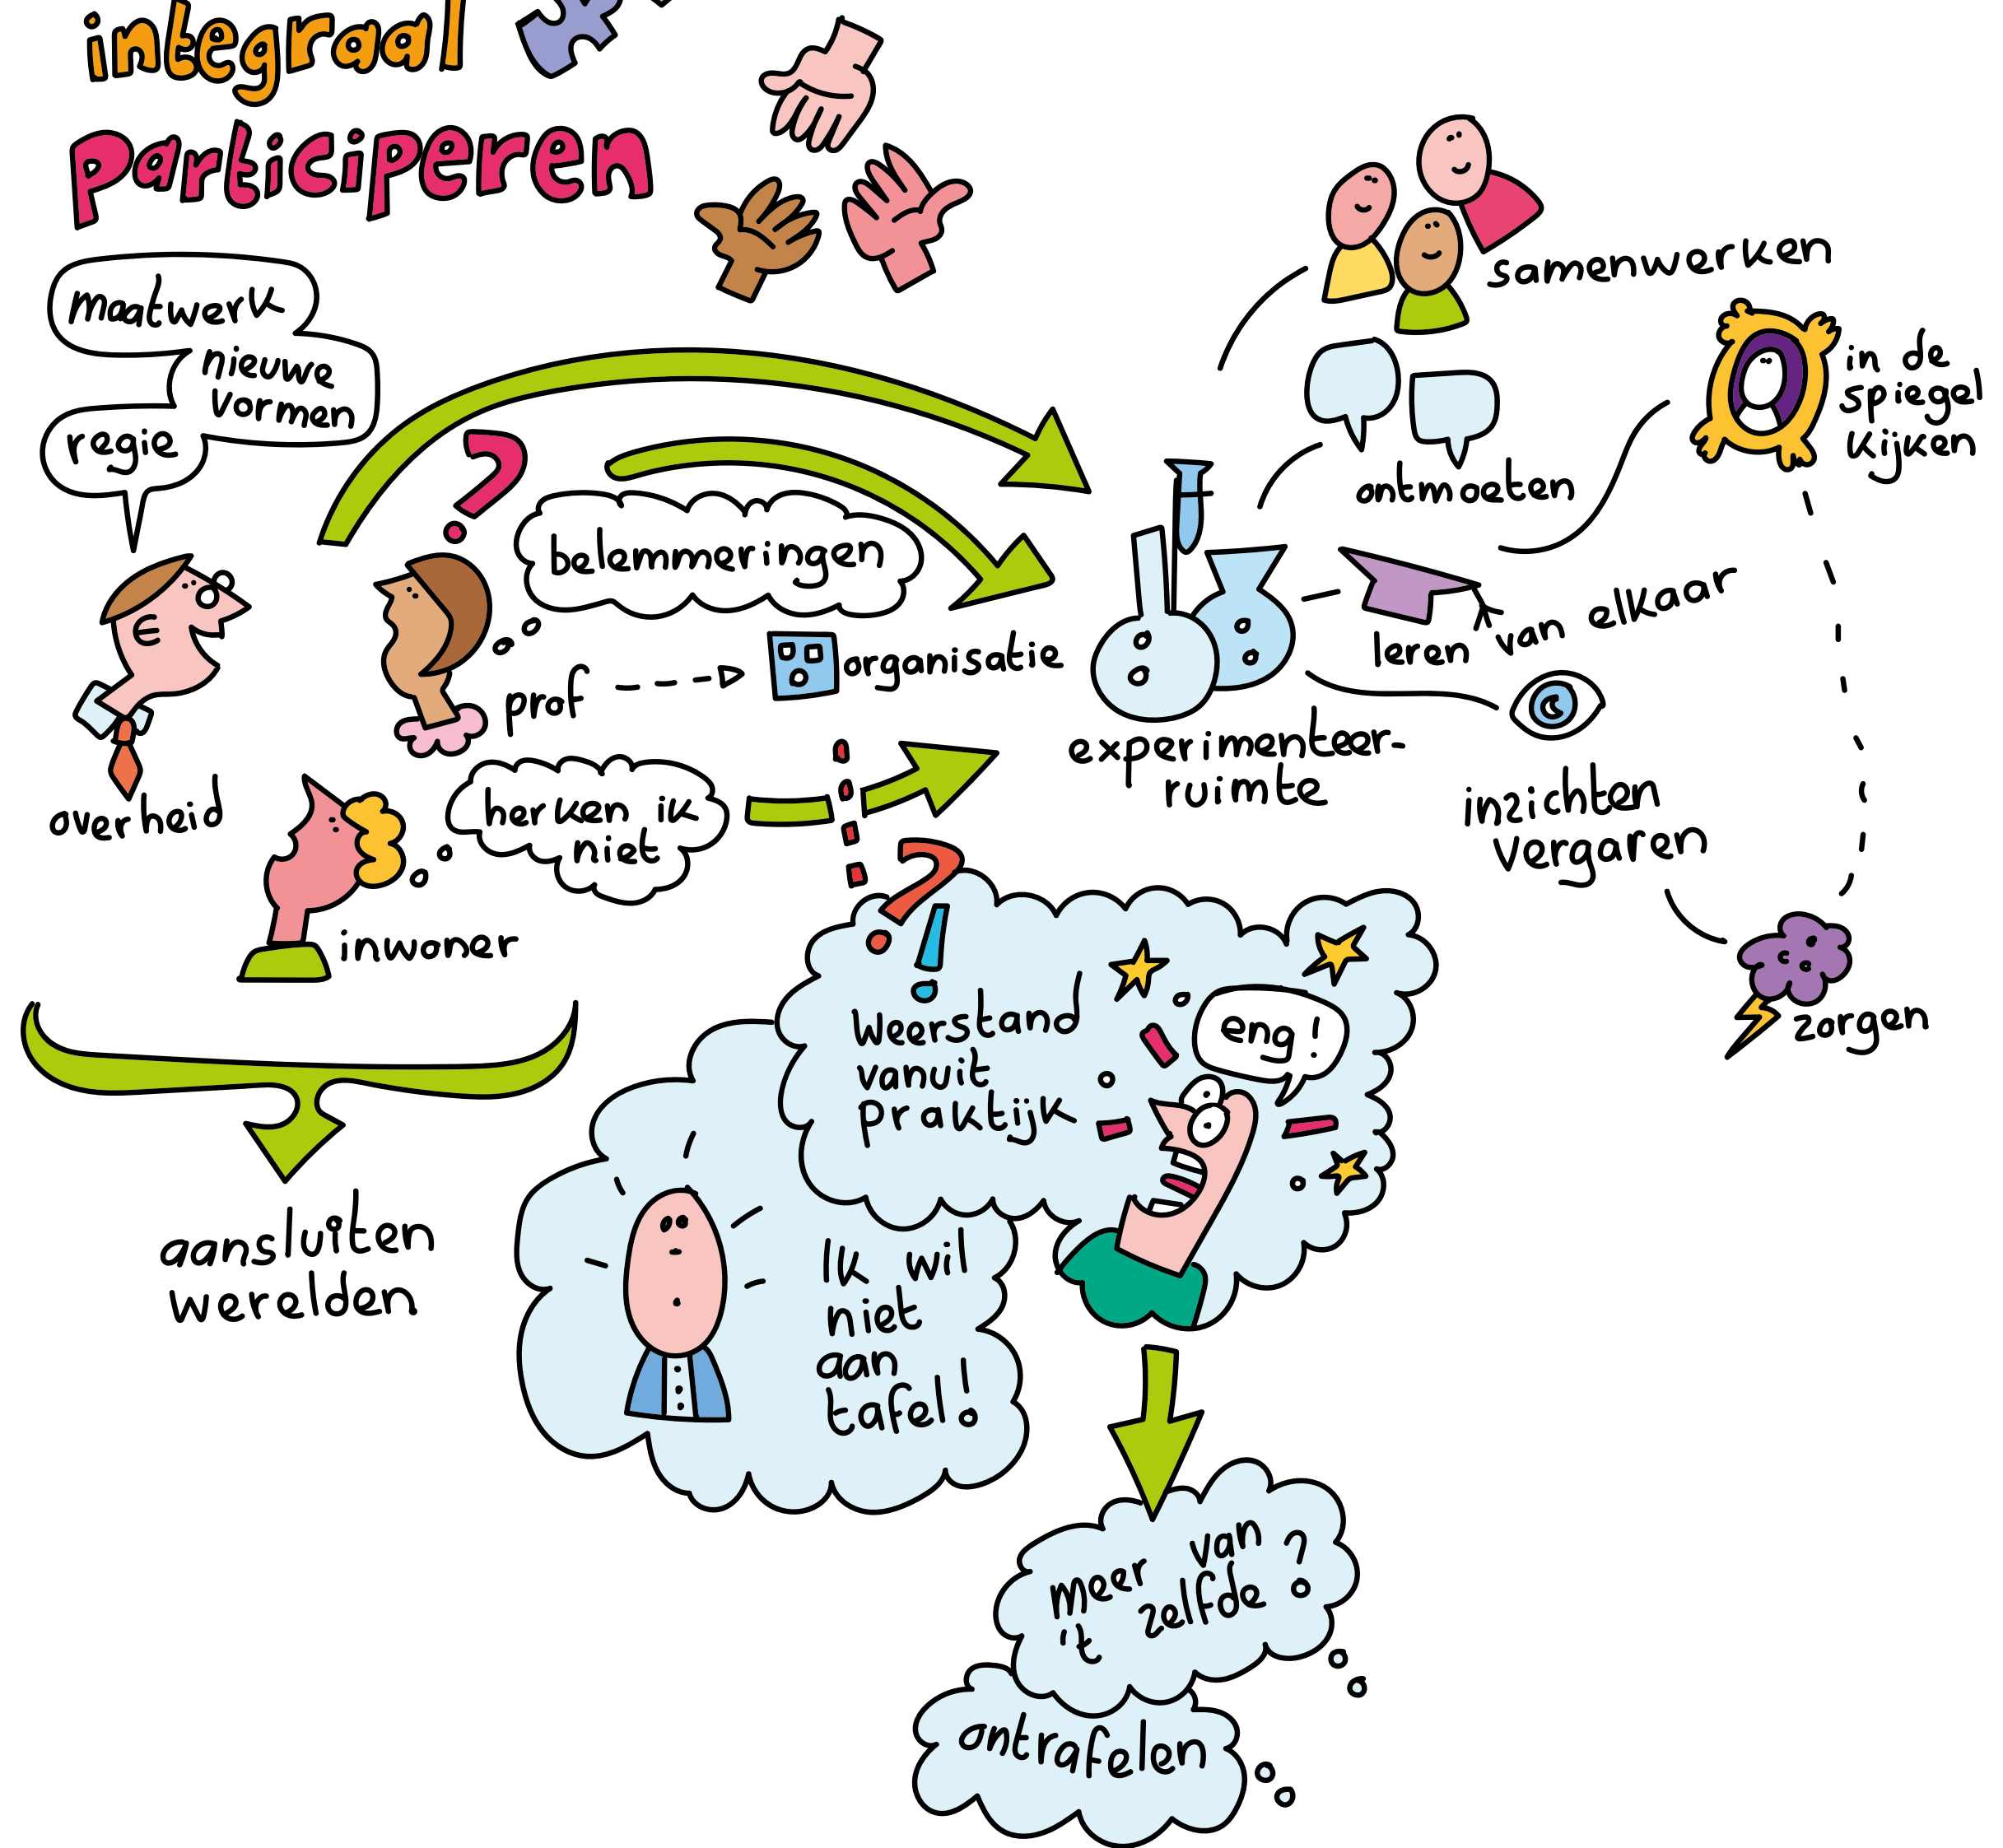 integraal
participeren
maatwerk
nieuwe
vormen
regie
overheid
belemmeringen
prof
organisatie
herken ik
niet
inwoner
aansluiten
werelden
samenwerken
ontmoeten
in de
spiegel
kijken
leren van elkaar
experimenteer-
ruimte
inzichten
vergaren
zorgen
weerstand
vanuit
praktijk
eng!
ik wil
niet
aan
tafel!
meer van
't zelfde?
ontrafelen